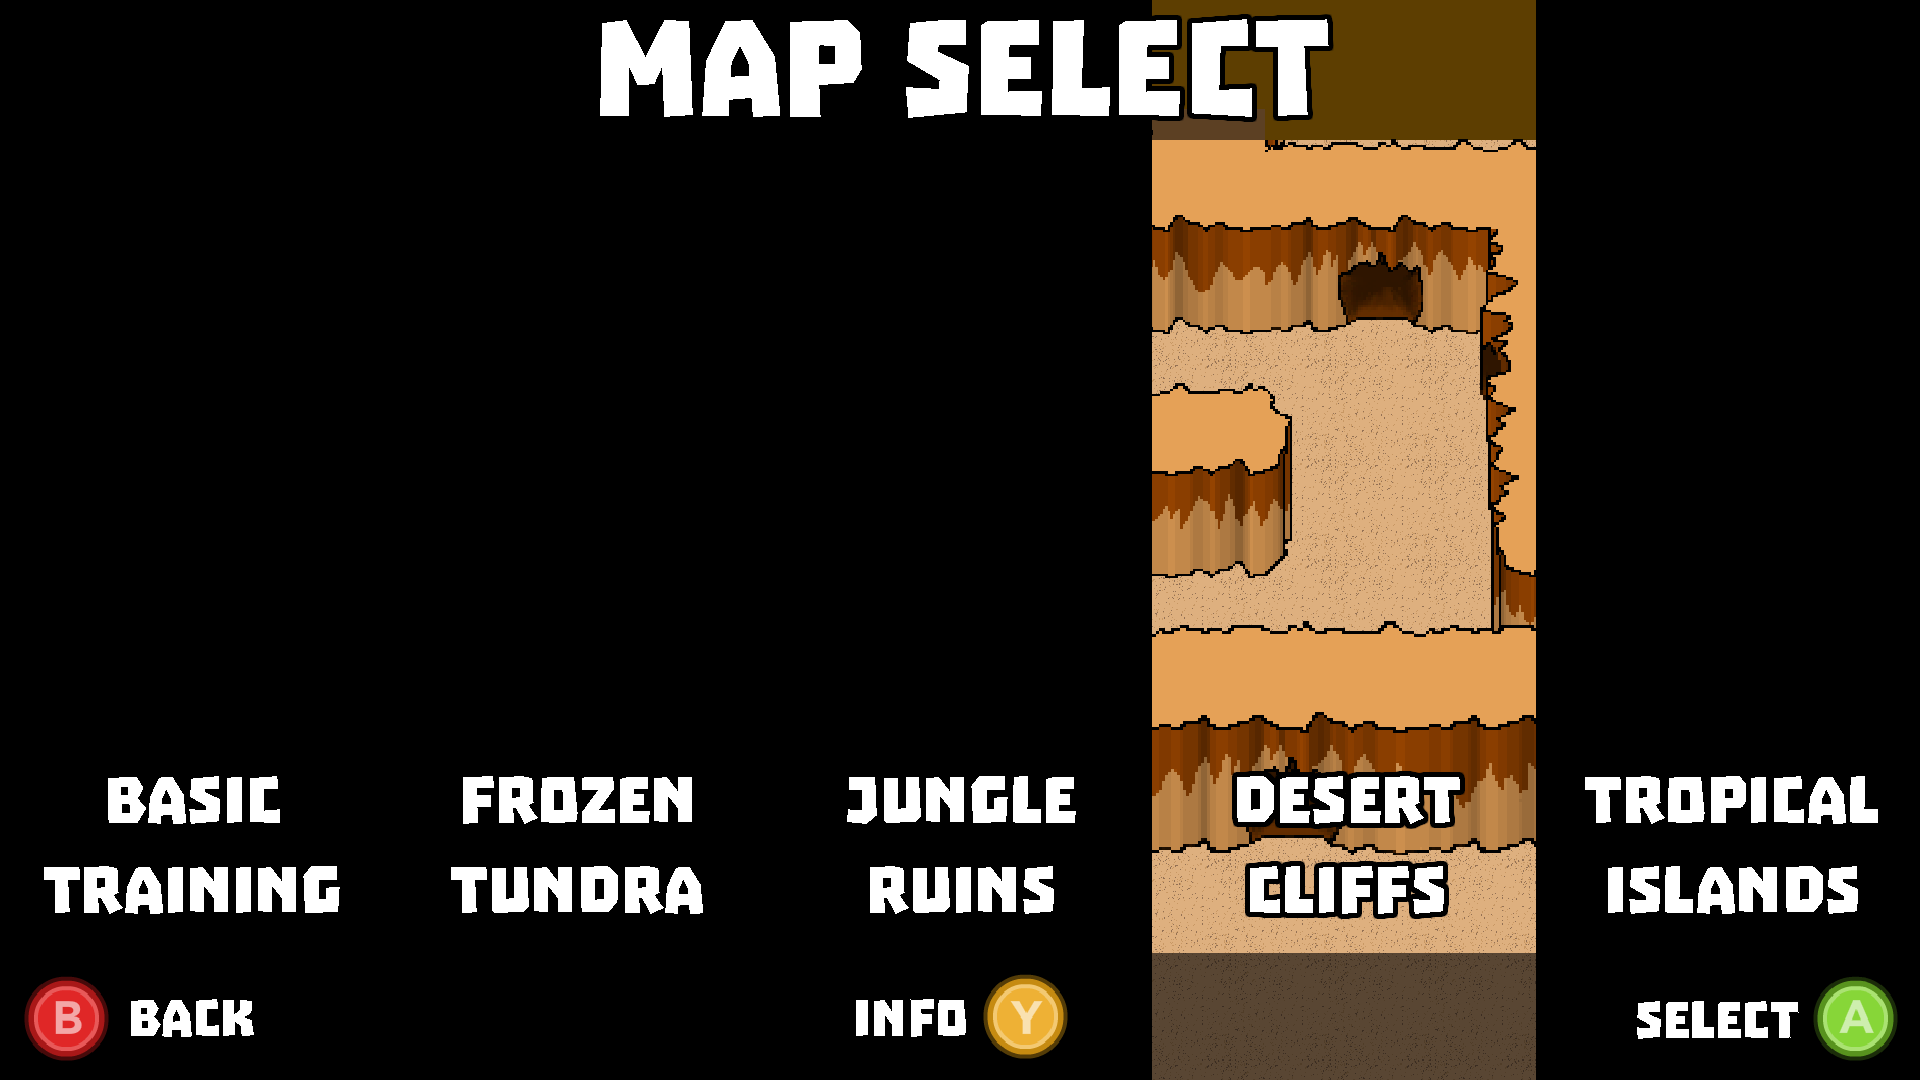 MAP SELECT
BASIC TRAINING
FROZEN TUNDRA
JUNGLE RUINS
DESERT CLIFFS
TROPICAL ISLANDS
B BACK
INFO Y
SELECT A